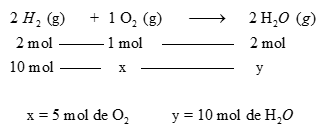 2 H₂ (g) + 1 O₂ (g) ⟶ 2 H₂O (g)
2 mol ——— 1 mol ——— 2 mol
10 mol ——— x ——— y
x = 5 mol de O₂ y = 10 mol de H₂O